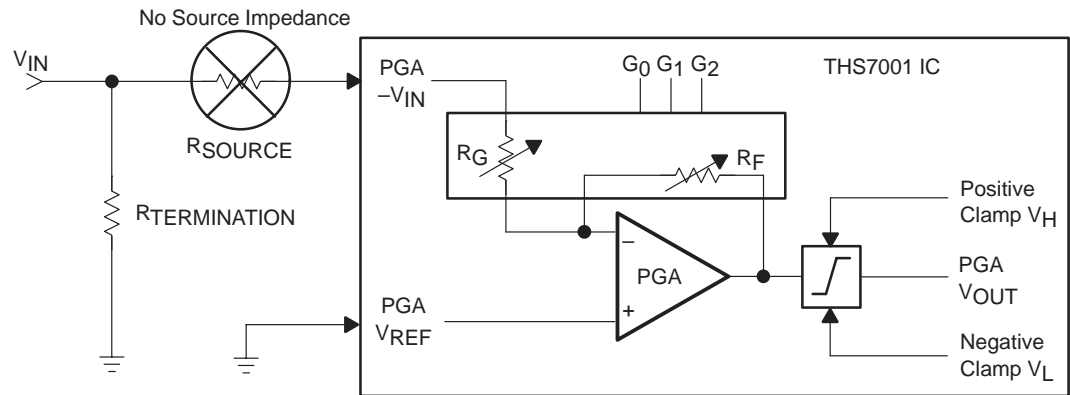 No Source Impedance
VIN
RSOURCE
RTERMINATION
PGA
–VIN
G0 G1 G2
THS7001 IC
RG
RF
–
PGA
+
PGA
VREF
Positive
Clamp VH
PGA
VOUT
Negative
Clamp VL